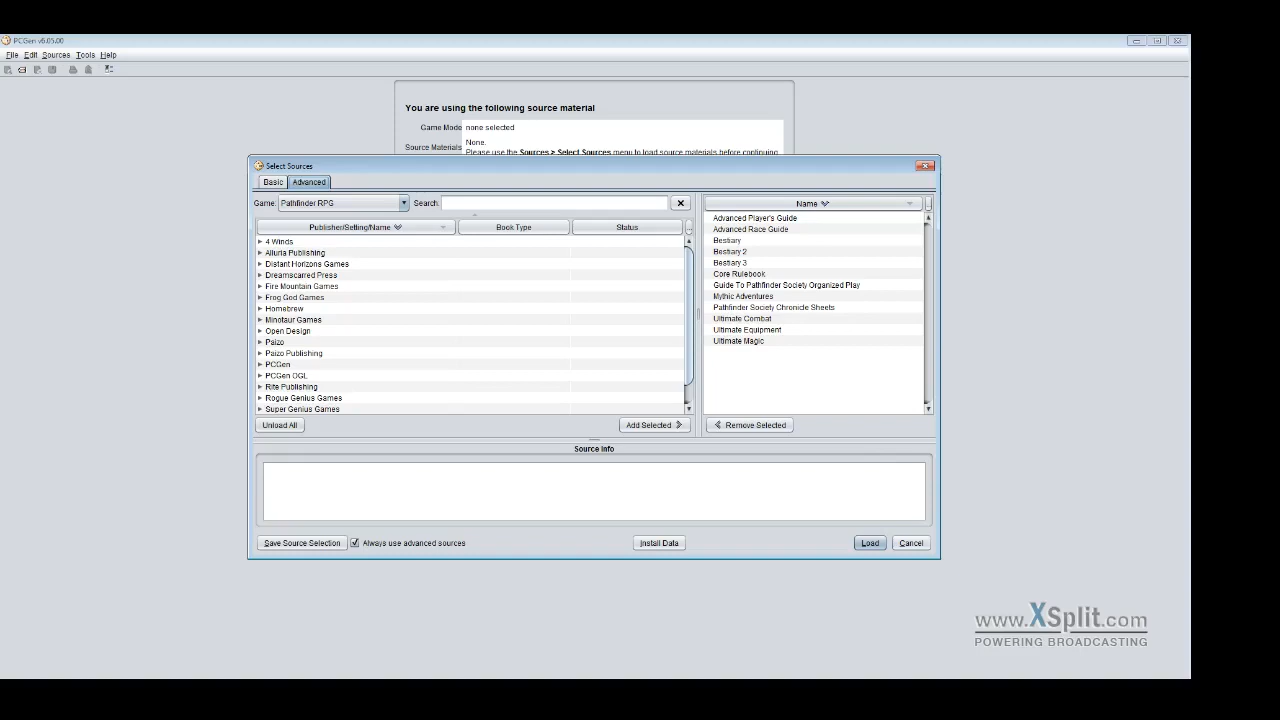 PCGen v6.05.00
File Edit Sources Tools Help
You are using the following source material
Game Mode none selected
Source Materials None.
Please use the Sources > Select Sources menu to load source materials before continuing.
Select Sources
Basic Advanced
Game: Pathfinder RPG Search:
Name
Publisher/Setting/Name Book Type Status
4 Winds
Alluria Publishing
Distant Horizons Games
Dreamscarred Press
Fire Mountain Games
Frog God Games
Homebrew
Minotaur Games
Open Design
Paizo
Paizo Publishing
PCGen
PCGen OGL
Rite Publishing
Rogue Genius Games
Super Genius Games
Advanced Player's Guide
Advanced Race Guide
Bestiary
Bestiary 2
Bestiary 3
Core Rulebook
Guide To Pathfinder Society Organized Play
Mythic Adventures
Pathfinder Society Chronicle Sheets
Ultimate Combat
Ultimate Equipment
Ultimate Magic
Unload All Add Selected Remove Selected
Source Info
Save Source Selection Always use advanced sources Install Data Load Cancel
www.XSplit.com
POWERING BROADCASTING